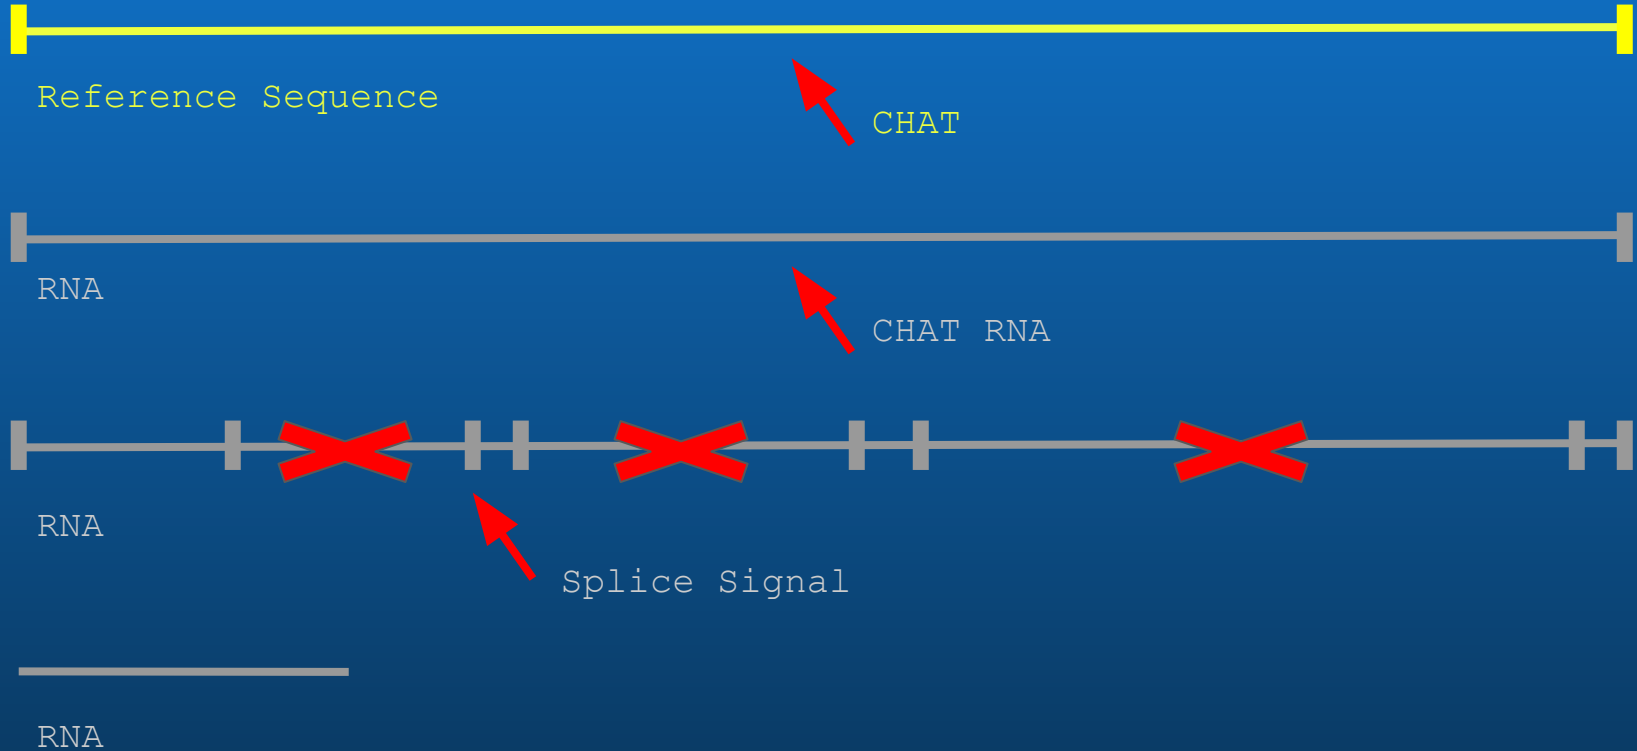 Reference Sequence
CHAT
RNA
CHAT RNA
RNA
Splice Signal
RNA